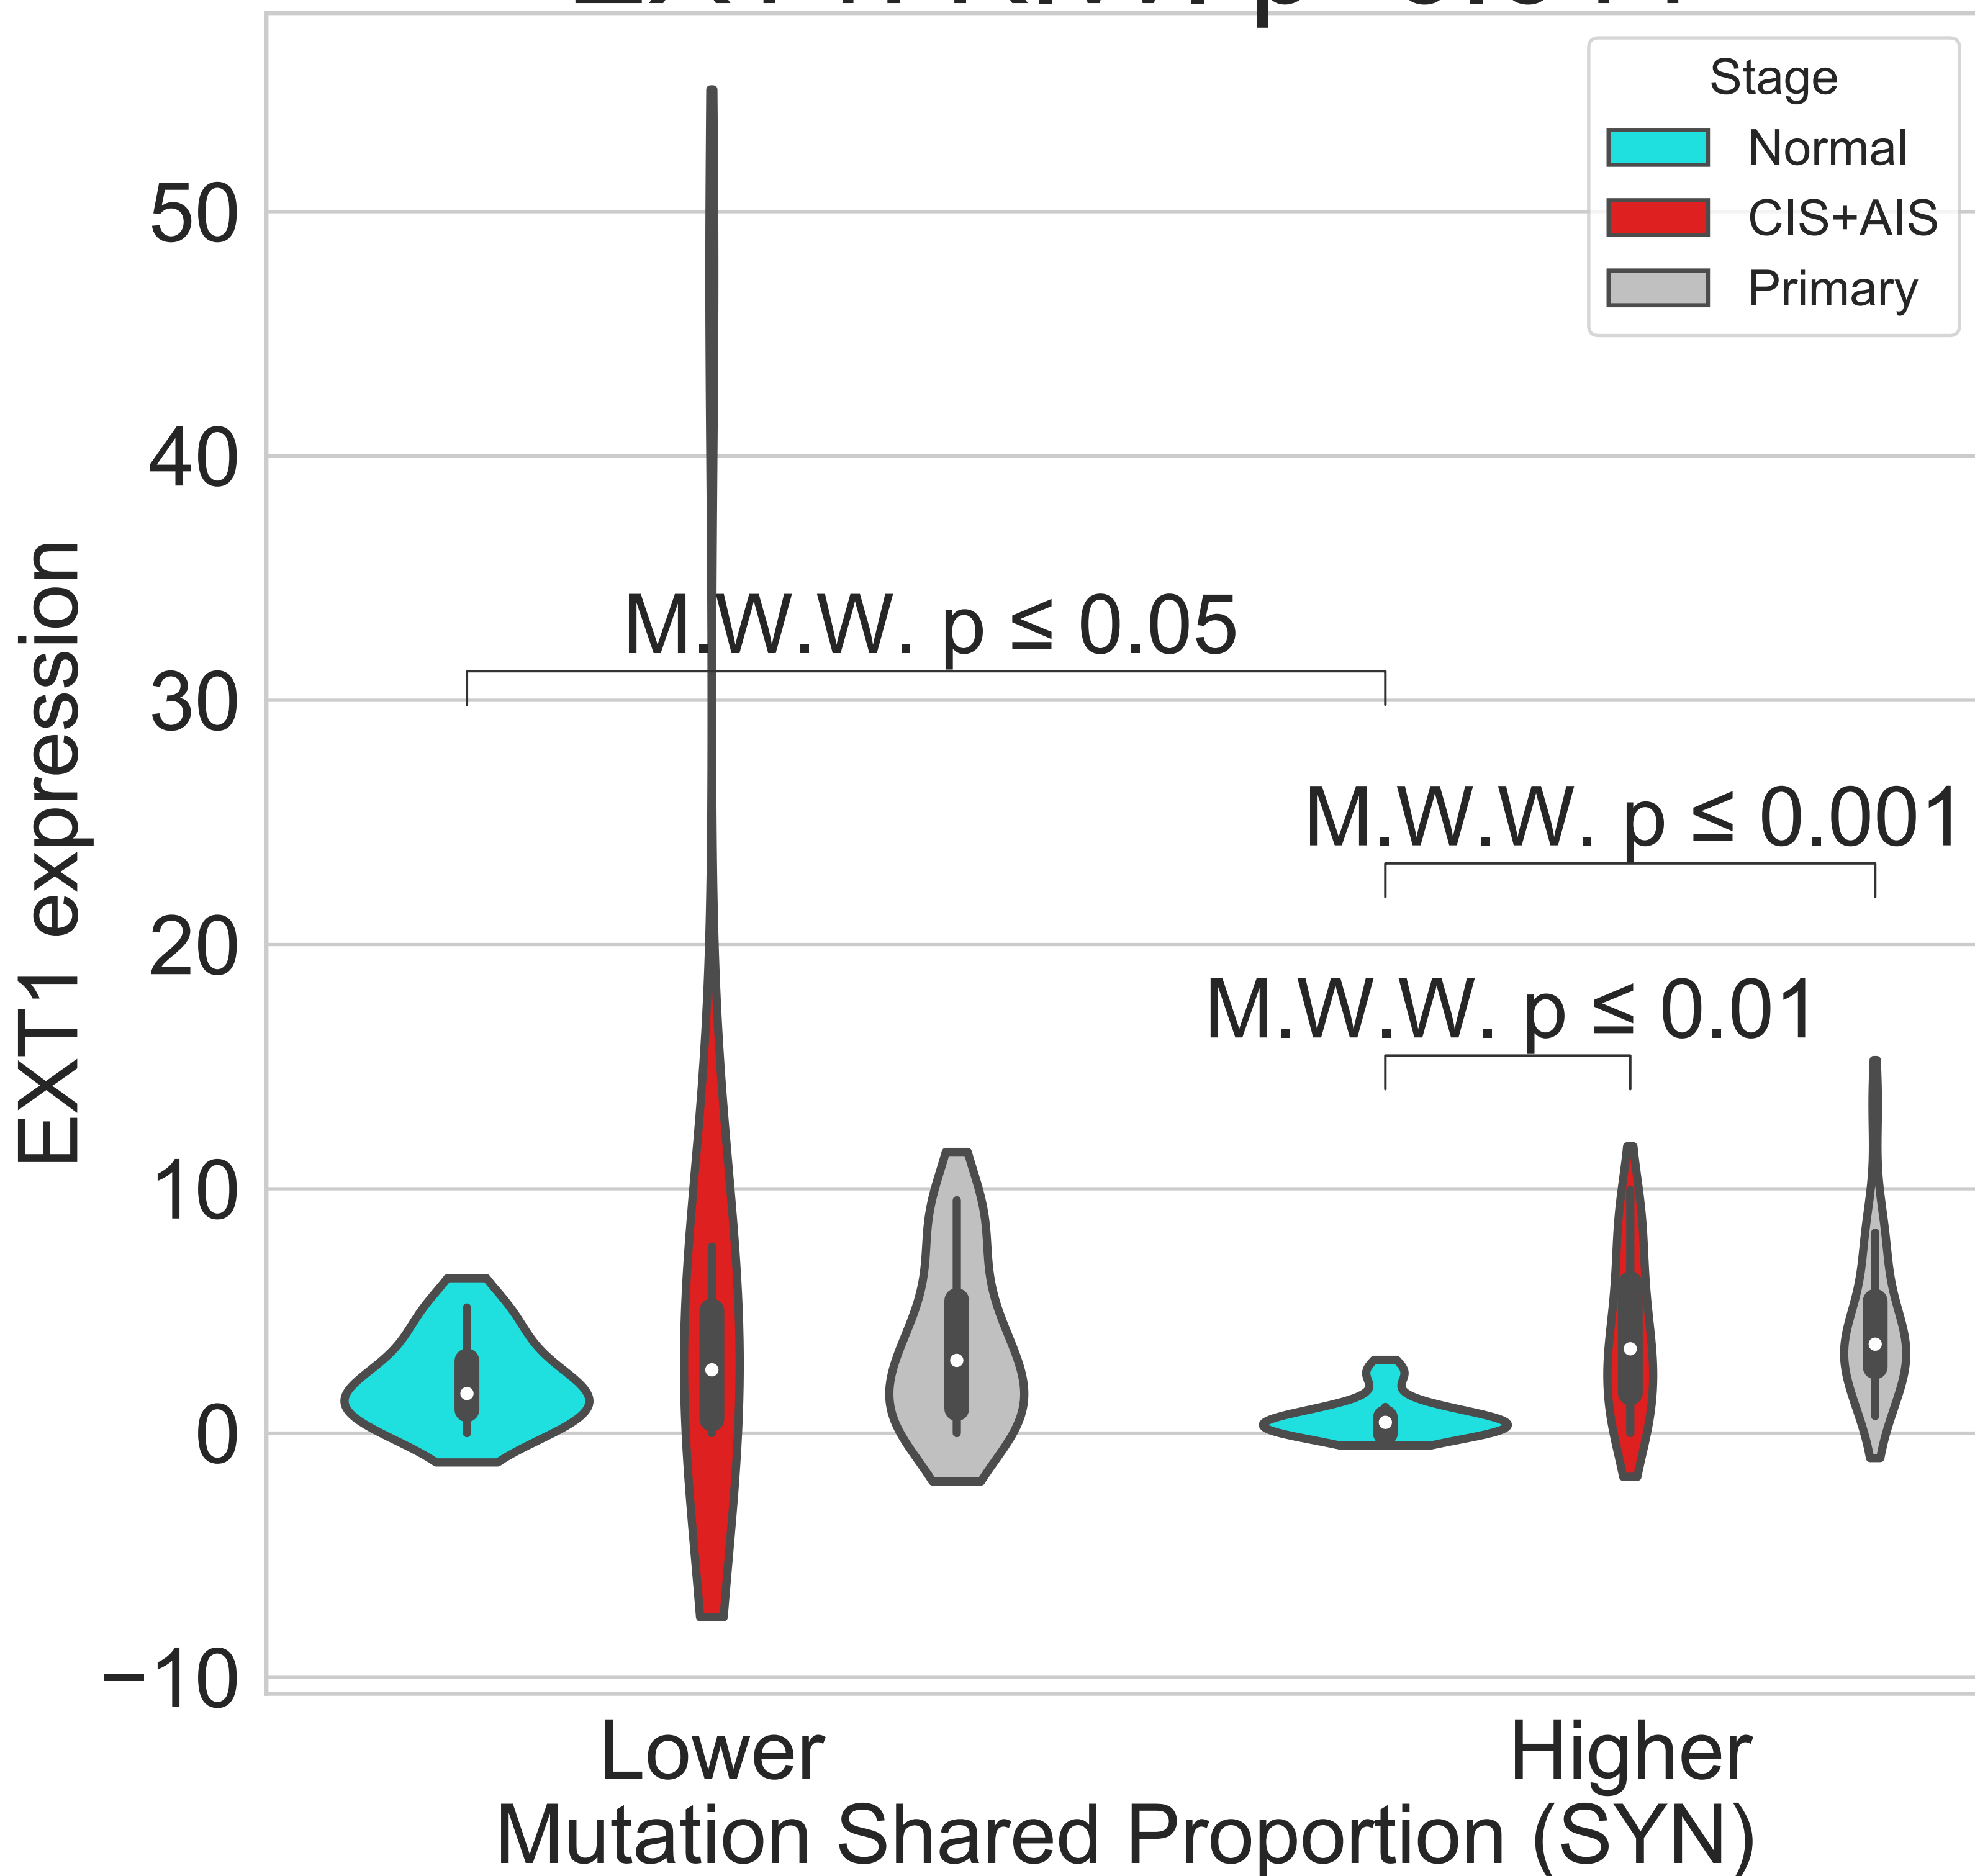 Stage
Normal
CIS+AIS
Primary
50
40
30
20
10
0
−10
EXT1 expression
M.W.W. p ≤ 0.05
M.W.W. p ≤ 0.001
M.W.W. p ≤ 0.01
Lower
Higher
Mutation Shared Proportion (SYN)